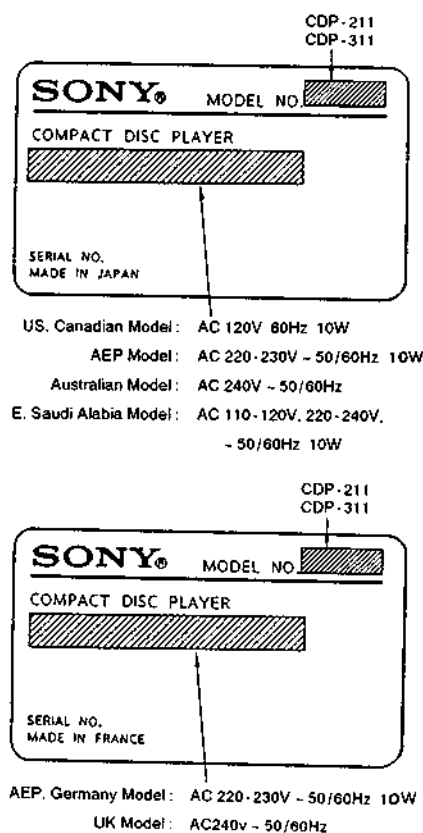 CDP-211
CDP-311
SONY® MODEL NO.
COMPACT DISC PLAYER
SERIAL NO.
MADE IN JAPAN
US, Canadian Model: AC 120V 60Hz 10W
AEP Model: AC 220-230V ~ 50/60Hz 10W
Australian Model: AC 240V ~ 50/60Hz
E, Saudi Alabia Model: AC 110-120V, 220-240V,
~ 50/60Hz 10W
CDP-211
CDP-311
SONY® MODEL NO.
COMPACT DISC PLAYER
SERIAL NO.
MADE IN FRANCE
AEP, Germany Model: AC 220-230V ~ 50/60Hz 10W
UK Model: AC240v ~ 50/60Hz